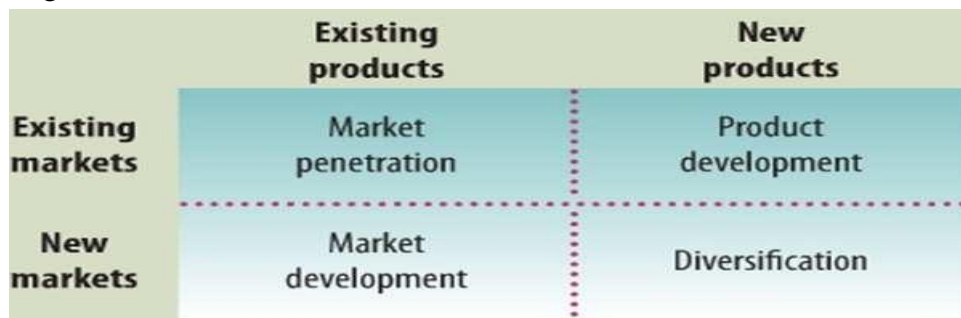 Existing products
New products
Existing markets
Market penetration
Product development
New markets
Market development
Diversification